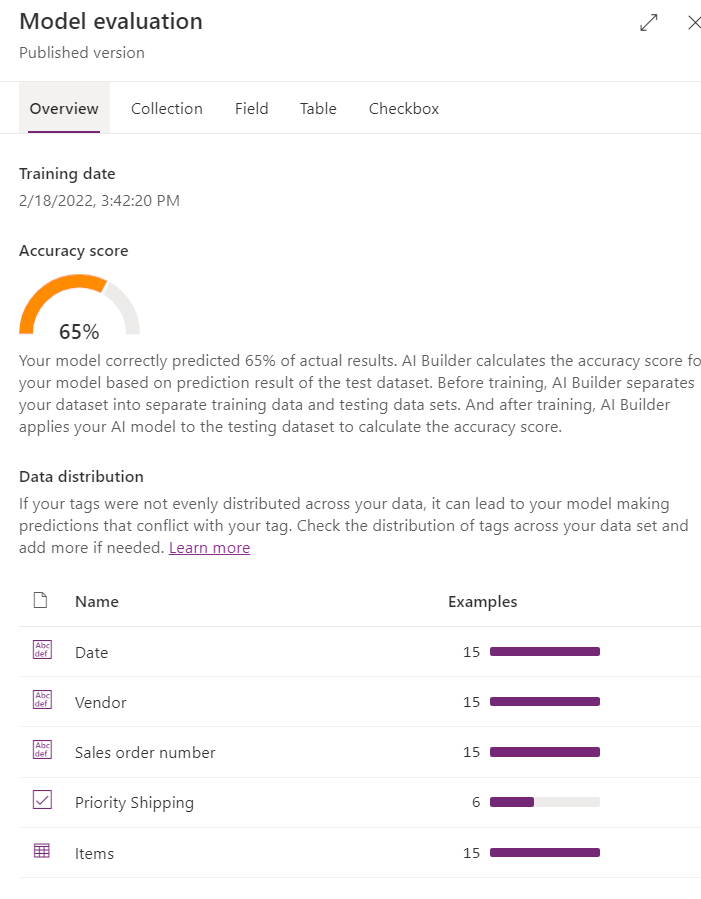 Model evaluation
Published version
Overview Collection Field Table Checkbox
Training date
2/18/2022, 3:42:20 PM
Accuracy score
65%
Your model correctly predicted 65% of actual results. AI Builder calculates the accuracy score fo
your model based on prediction result of the test dataset. Before training, AI Builder separates
your dataset into separate training data and testing data sets. And after training, AI Builder
applies your AI model to the testing dataset to calculate the accuracy score.
Data distribution
If your tags were not evenly distributed across your data, it can lead to your model making
predictions that conflict with your tag. Check the distribution of tags across your data set and
add more if needed. Learn more
Name Examples
Abc
def
Date 15
Abc
def
Vendor 15
Abc
def
Sales order number 15
Priority Shipping 6
Items 15